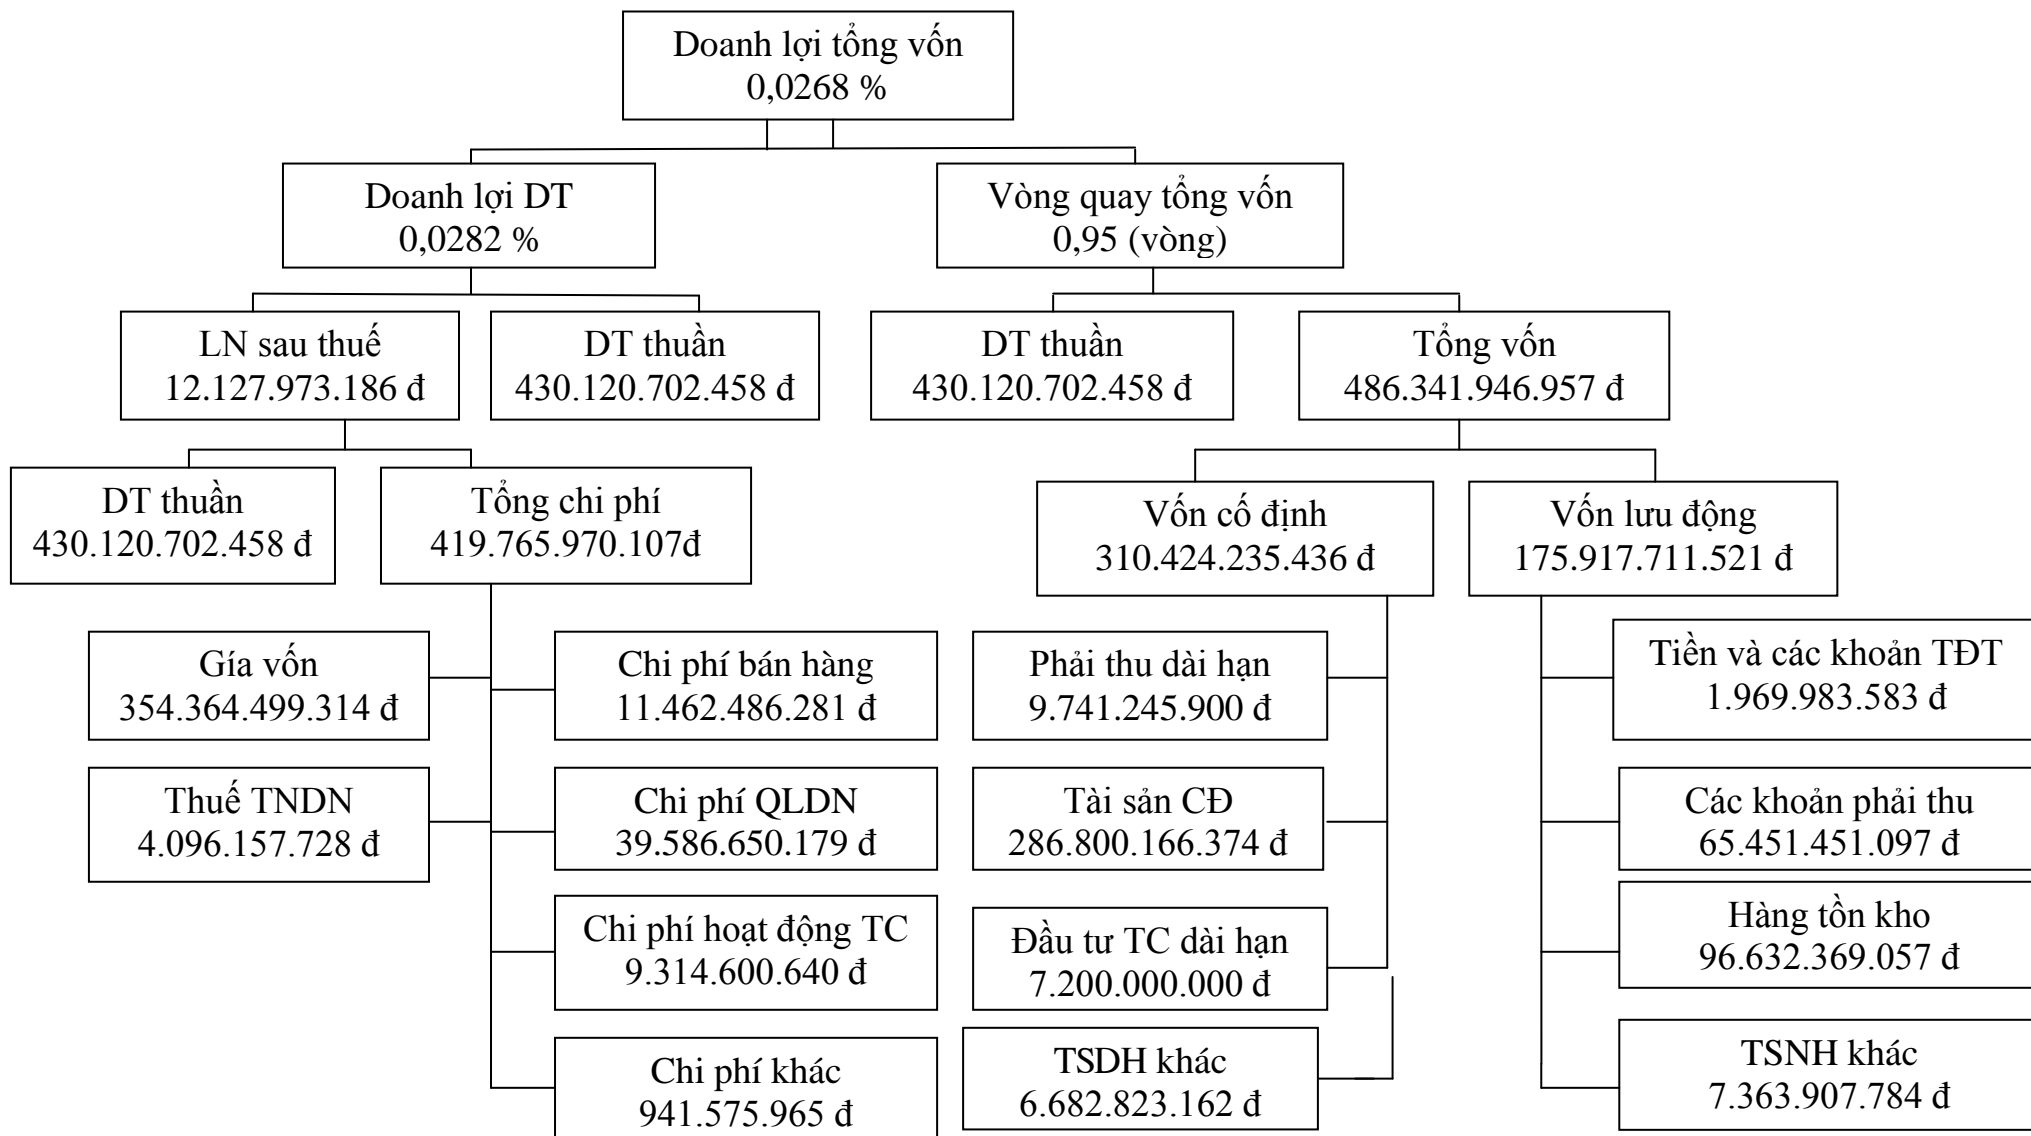 Doanh lợi tổng vốn
0,0268 %
Doanh lợi DT
0,0282 %
Vòng quay tổng vốn
0,95 (vòng)
LN sau thuế
12.127.973.186 đ
DT thuần
430.120.702.458 đ
DT thuần
430.120.702.458 đ
Tổng vốn
486.341.946.957 đ
DT thuần
430.120.702.458 đ
Tổng chi phí
419.765.970.107đ
Vốn cố định
310.424.235.436 đ
Vốn lưu động
175.917.711.521 đ
Gía vốn
354.364.499.314 đ
Chi phí bán hàng
11.462.486.281 đ
Phải thu dài hạn
9.741.245.900 đ
Tiền và các khoản TĐT
1.969.983.583 đ
Thuế TNDN
4.096.157.728 đ
Chi phí QLDN
39.586.650.179 đ
Tài sản CĐ
286.800.166.374 đ
Các khoản phải thu
65.451.451.097 đ
Chi phí hoạt động TC
9.314.600.640 đ
Đầu tư TC dài hạn
7.200.000.000 đ
Hàng tồn kho
96.632.369.057 đ
Chi phí khác
941.575.965 đ
TSDH khác
6.682.823.162 đ
TSNH khác
7.363.907.784 đ